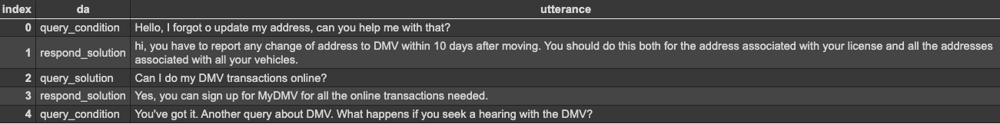 index da utterance
0 query_condition Hello, I forgot o update my address, can you help me with that?
1 respond_solution hi, you have to report any change of address to DMV within 10 days after moving. You should do this both for the address associated with your license and all the addresses
associated with all your vehicles.
2 query_solution Can I do my DMV transactions online?
3 respond_solution Yes, you can sign up for MyDMV for all the online transactions needed.
4 query_condition You've got it. Another query about DMV. What happens if you seek a hearing with the DMV?